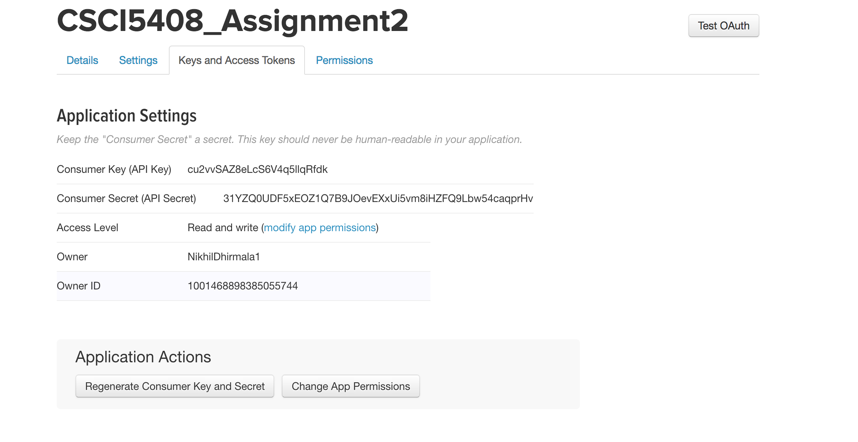 CSCI5408_Assignment2
Test OAuth
Details Settings Keys and Access Tokens Permissions
Application Settings
Keep the "Consumer Secret" a secret. This key should never be human-readable in your application.
Consumer Key (API Key) cu2vvSAZ8eLcS6V4q5llqRfdk
Consumer Secret (API Secret) 31YZQ0UDF5xEOZ1Q7B9JOevEXxUi5vm8iHZFQ9Lbw54caqprHv
Access Level Read and write (modify app permissions)
Owner NikhilDhirmala1
Owner ID 1001468898385055744
Application Actions
Regenerate Consumer Key and Secret Change App Permissions